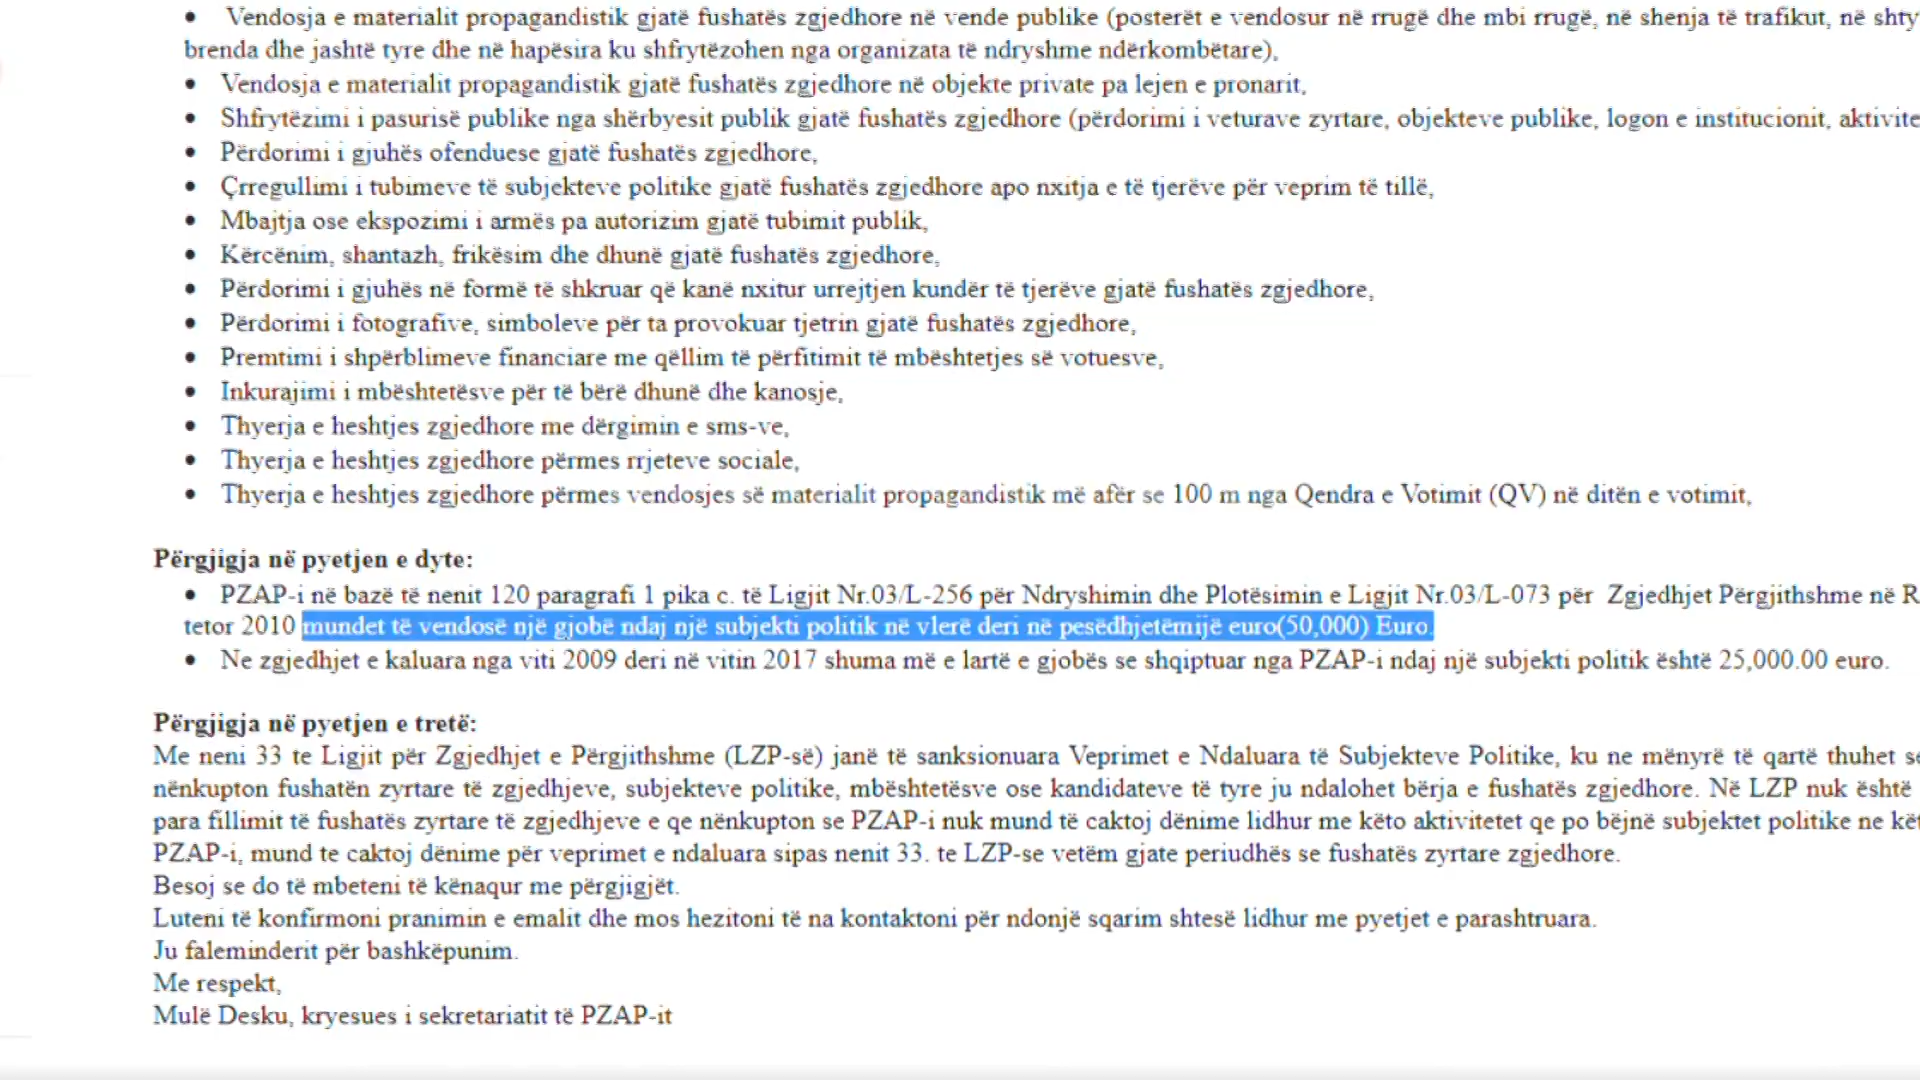 • Vendosja e materialit propagandistik gjatë fushatës zgjedhore në vende publike (posterët e vendosur në rrugë dhe mbi rrugë, në shenja të trafikut, në shty
brenda dhe jashtë tyre dhe në hapësira ku shfrytëzohen nga organizata të ndryshme ndërkombëtare),
• Vendosja e materialit propagandistik gjatë fushatës zgjedhore në objekte private pa lejen e pronarit,
• Shfrytëzimi i pasurisë publike nga shërbyesit publik gjatë fushatës zgjedhore (përdorimi i veturave zyrtare, objekteve publike, logon e institucionit, aktivite
• Përdorimi i gjuhës ofenduese gjatë fushatës zgjedhore,
• Çrregullimi i tubimeve të subjekteve politike gjatë fushatës zgjedhore apo nxitja e të tjerëve për veprim të tillë,
• Mbajtja ose ekspozimi i armës pa autorizim gjatë tubimit publik,
• Kërcënim, shantazh, frikësim dhe dhunë gjatë fushatës zgjedhore,
• Përdorimi i gjuhës në formë të shkruar që kanë nxitur urrejtjen kundër të tjerëve gjatë fushatës zgjedhore,
• Përdorimi i fotografive, simboleve për ta provokuar tjetrin gjatë fushatës zgjedhore,
• Premtimi i shpërblimeve financiare me qëllim të përfitimit të mbështetjes së votuesve,
• Inkurajimi i mbështetësve për të bërë dhunë dhe kanosje,
• Thyerja e heshtjes zgjedhore me dërgimin e sms-ve,
• Thyerja e heshtjes zgjedhore përmes rrjeteve sociale,
• Thyerja e heshtjes zgjedhore përmes vendosjes së materialit propagandistik më afër se 100 m nga Qendra e Votimit (QV) në ditën e votimit,
Përgjigja në pyetjen e dyte:
• PZAP-i në bazë të nenit 120 paragrafi 1 pika c. të Ligjit Nr.03/L-256 për Ndryshimin dhe Plotësimin e Ligjit Nr.03/L-073 për Zgjedhjet Përgjithshme në R
tetor 2010 mundet të vendosë një gjobë ndaj një subjekti politik në vlerë deri në pesëdhjetëmijë euro(50,000) Euro.
• Ne zgjedhjet e kaluara nga viti 2009 deri në vitin 2017 shuma më e lartë e gjobës se shqiptuar nga PZAP-i ndaj një subjekti politik është 25,000.00 euro.
Përgjigja në pyetjen e tretë:
Me neni 33 te Ligjit për Zgjedhjet e Përgjithshme (LZP-së) janë të sanksionuara Veprimet e Ndaluara të Subjekteve Politike, ku ne mënyrë të qartë thuhet se
nënkupton fushatën zyrtare të zgjedhjeve, subjekteve politike, mbështetësve ose kandidateve të tyre ju ndalohet bërja e fushatës zgjedhore. Në LZP nuk është
para fillimit të fushatës zyrtare të zgjedhjeve e qe nënkupton se PZAP-i nuk mund të caktoj dënime lidhur me këto aktivitetet qe po bëjnë subjektet politike ne kët
PZAP-i, mund te caktoj dënime për veprimet e ndaluara sipas nenit 33. te LZP-se vetëm gjate periudhës se fushatës zyrtare zgjedhore.
Besoj se do të mbeteni të kënaqur me përgjigjët.
Luteni të konfirmoni pranimin e emalit dhe mos hezitoni të na kontaktoni për ndonjë sqarim shtesë lidhur me pyetjet e parashtruara.
Ju faleminderit për bashkëpunim.
Me respekt,
Mulë Desku, kryesues i sekretariatit të PZAP-it